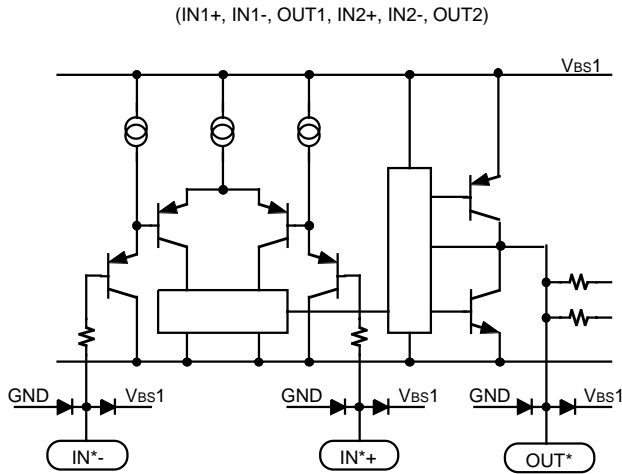 (IN1+, IN1-, OUT1, IN2+, IN2-, OUT2)
VBS1
GND VBS1 GND VBS1 GND VBS1
IN*- IN*+ OUT*